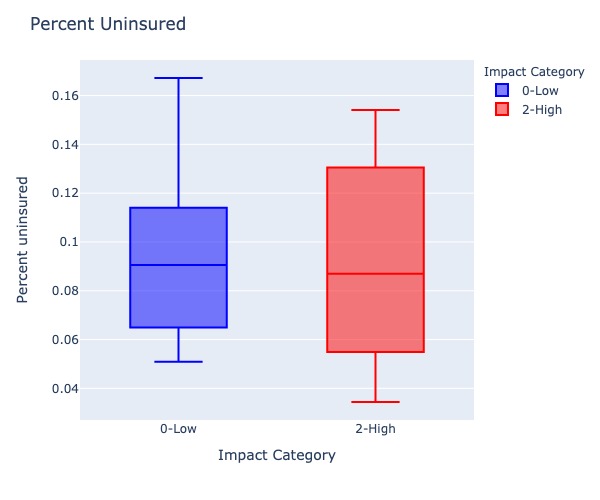 Percent Uninsured
Impact Category
0-Low
2-High
Percent uninsured
0.16
0.14
0.12
0.1
0.08
0.06
0.04
0-Low
2-High
Impact Category